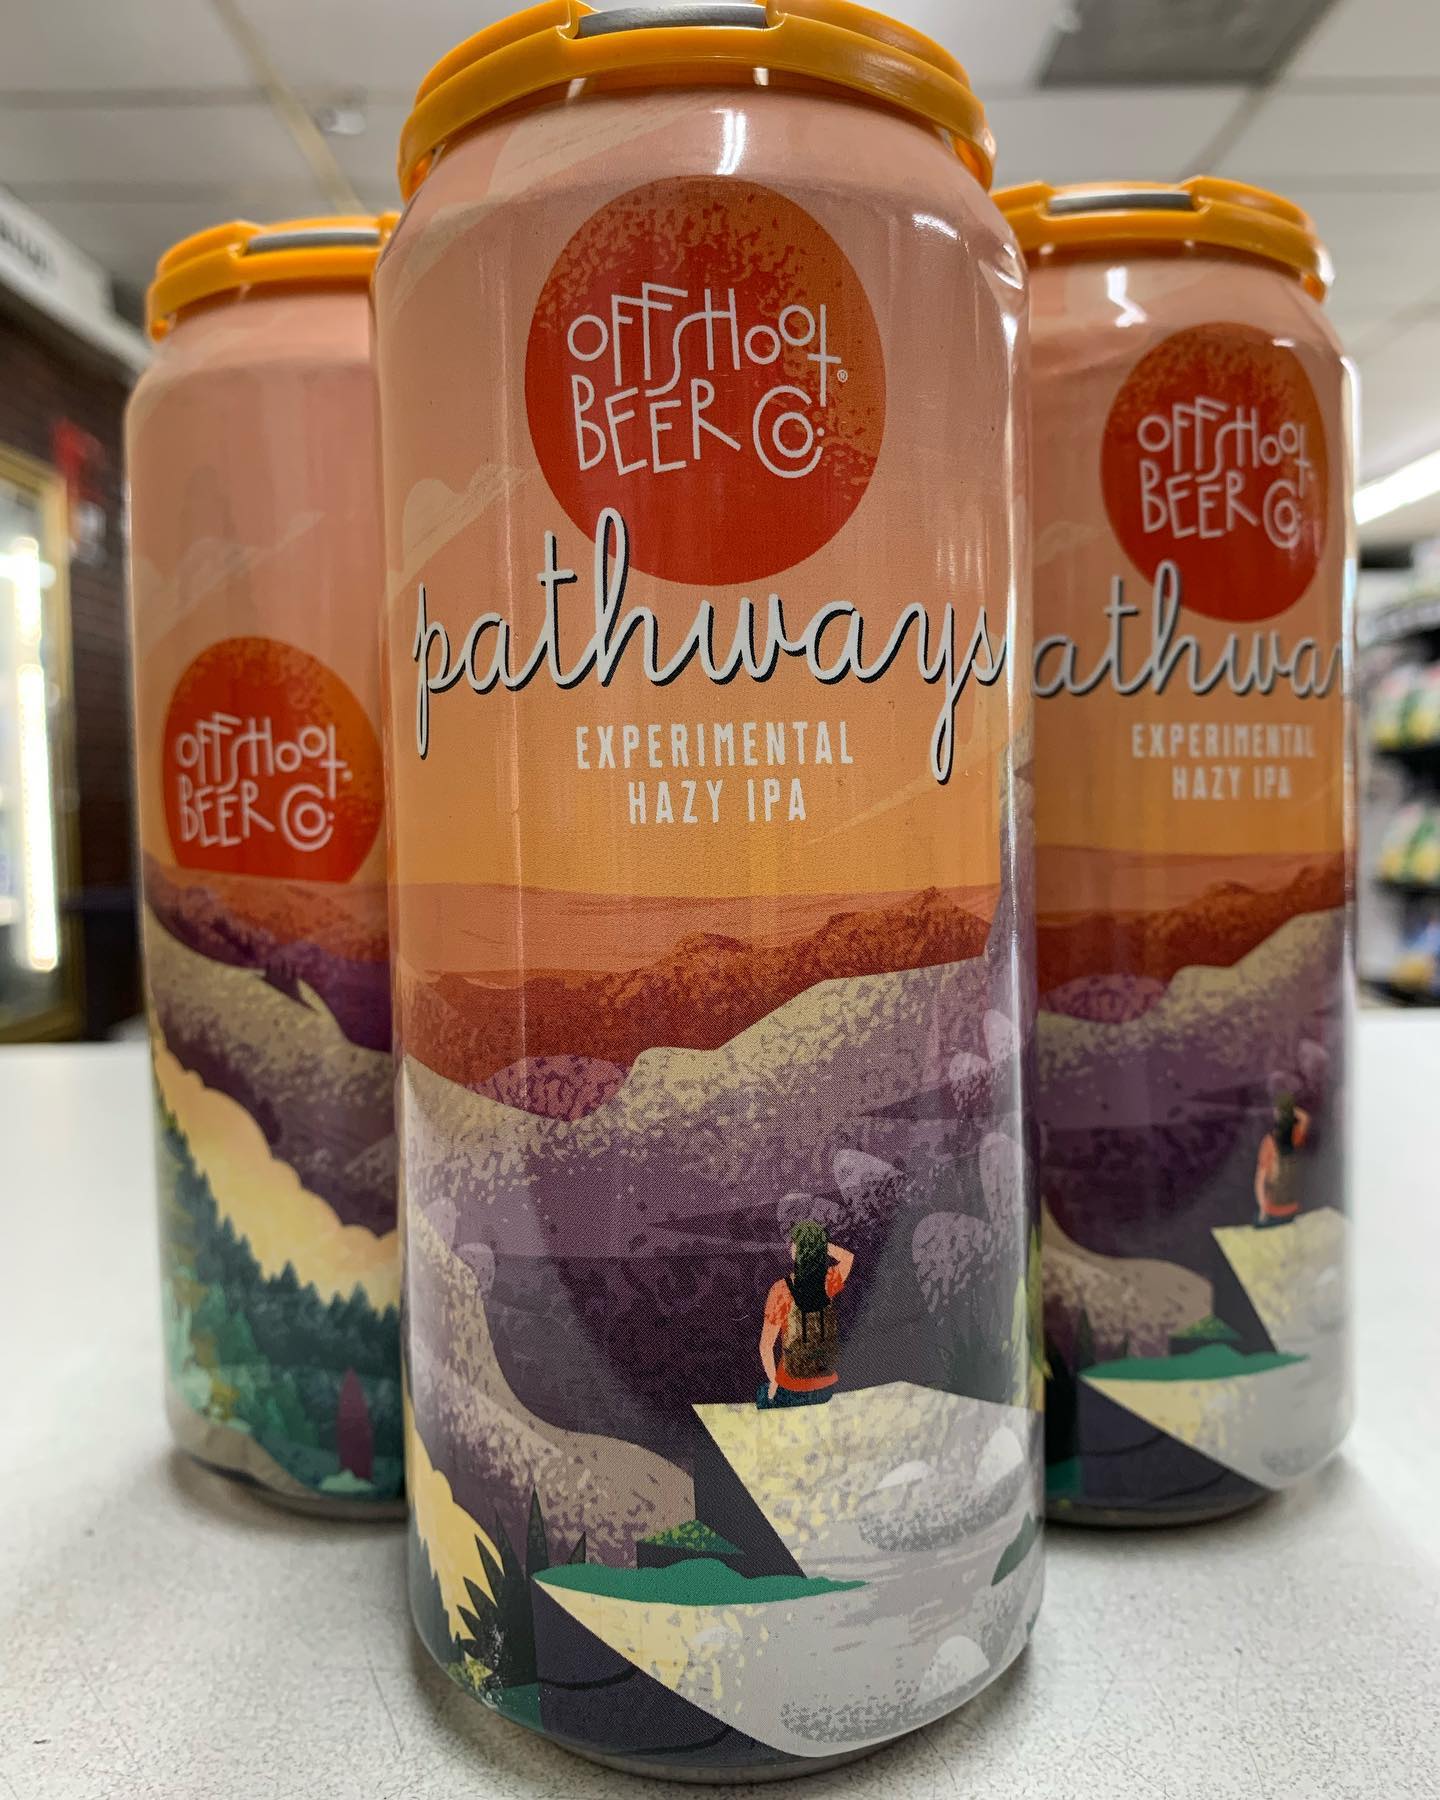 OFFSHOOT®
BEER CO.
pathways
EXPERIMENTAL
HAZY IPA
OFFSHOOT
BEER CO.
OFFSHOOT
BEER CO.
athwa
EXPERIMENTAL
HAZY IPA